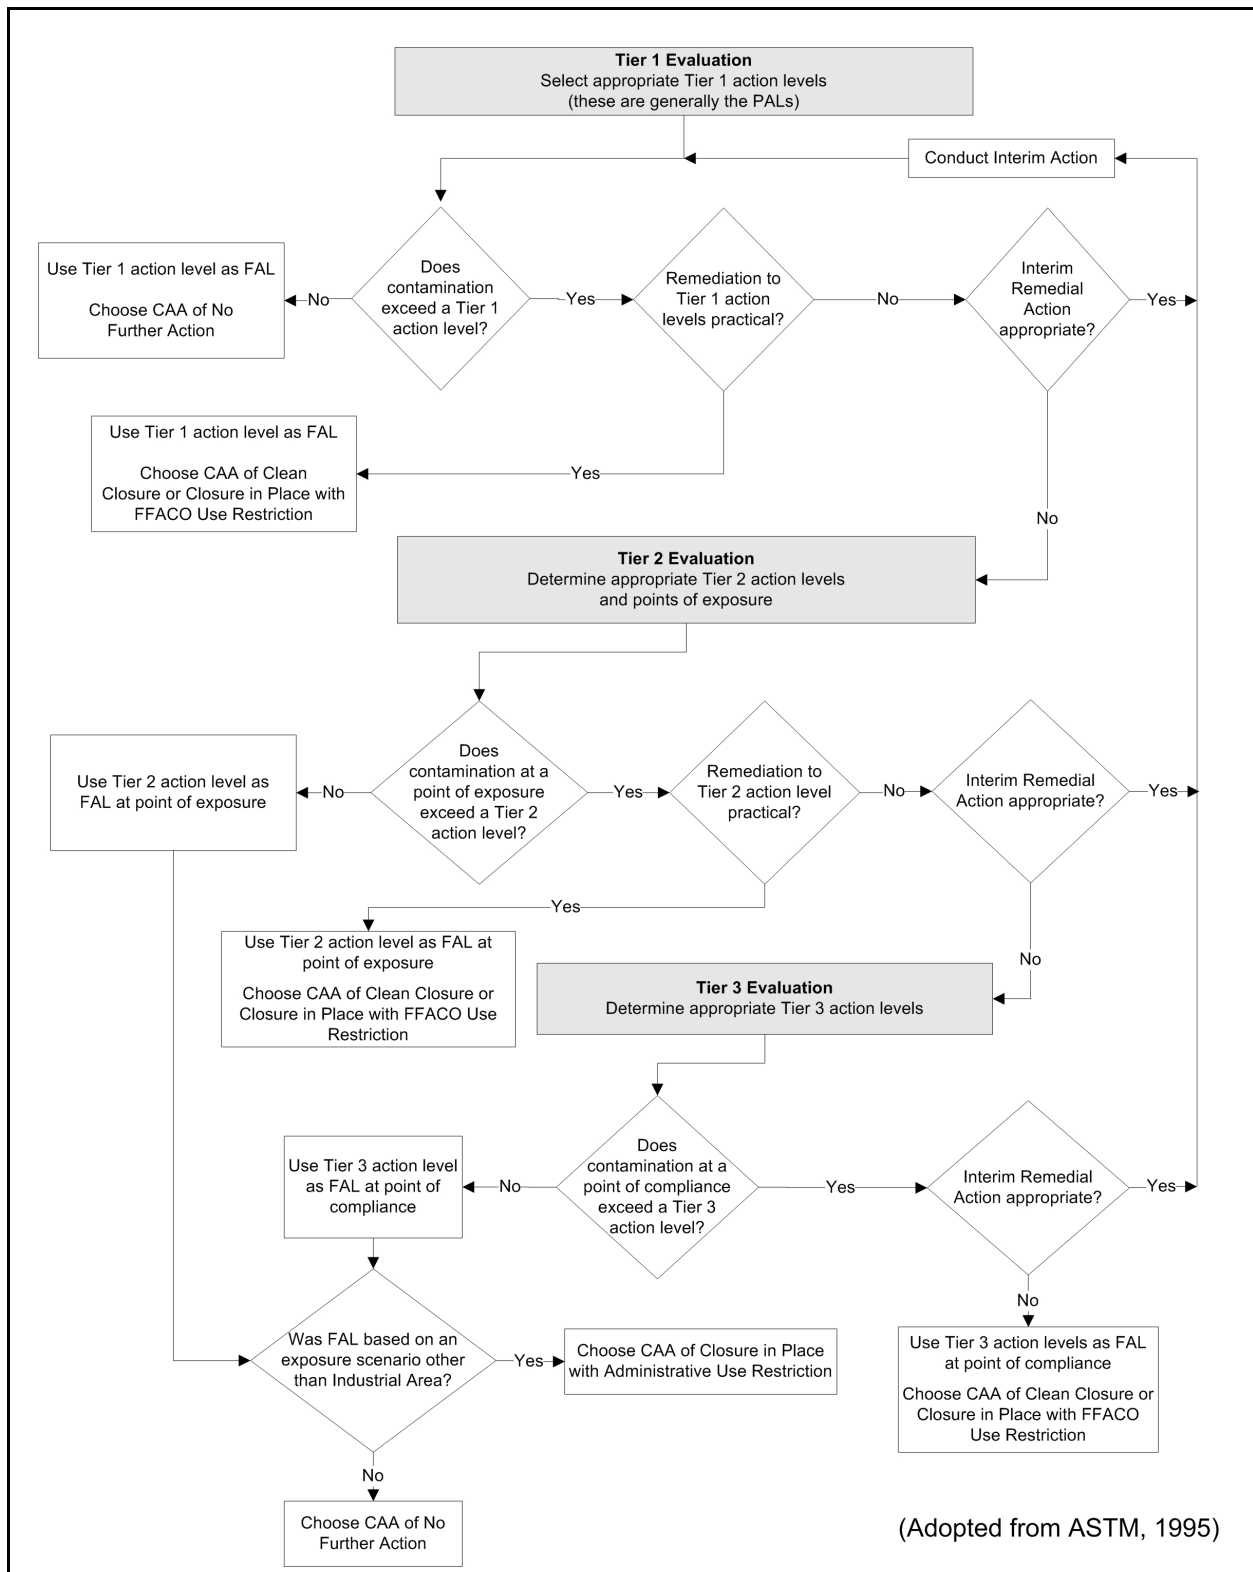 Tier 1 Evaluation
Select appropriate Tier 1 action levels
(these are generally the PALs)
Conduct Interim Action
Use Tier 1 action level as FAL
Choose CAA of No
Further Action
No
Does
contamination
exceed a Tier 1
action level?
Yes
Remediation to
Tier 1 action
levels practical?
No
Interim
Remedial
Action
appropriate?
Yes
Use Tier 1 action level as FAL
Choose CAA of Clean
Closure or Closure in Place with
FFACO Use Restriction
Yes
No
Tier 2 Evaluation
Determine appropriate Tier 2 action levels
and points of exposure
Use Tier 2 action level as
FAL at point of exposure
No
Does
contamination at a
point of exposure
exceed a Tier 2
action level?
Yes
Remediation to
Tier 2 action level
practical?
No
Interim Remedial
Action appropriate?
Yes
Yes
Use Tier 2 action level as FAL at
point of exposure
Choose CAA of Clean Closure or
Closure in Place with FFACO Use
Restriction
No
Tier 3 Evaluation
Determine appropriate Tier 3 action levels
Use Tier 3 action level
as FAL at point of
compliance
No
Does
contamination at a
point of compliance
exceed a Tier 3
action level?
Yes
Interim Remedial
Action appropriate?
Yes
No
Was FAL based on an
exposure scenario other
than Industrial Area?
Yes
Choose CAA of Closure in Place
with Administrative Use Restriction
Use Tier 3 action levels as FAL
at point of compliance
Choose CAA of Clean Closure or
Closure in Place with FFACO
Use Restriction
No
Choose CAA of No
Further Action
(Adopted from ASTM, 1995)